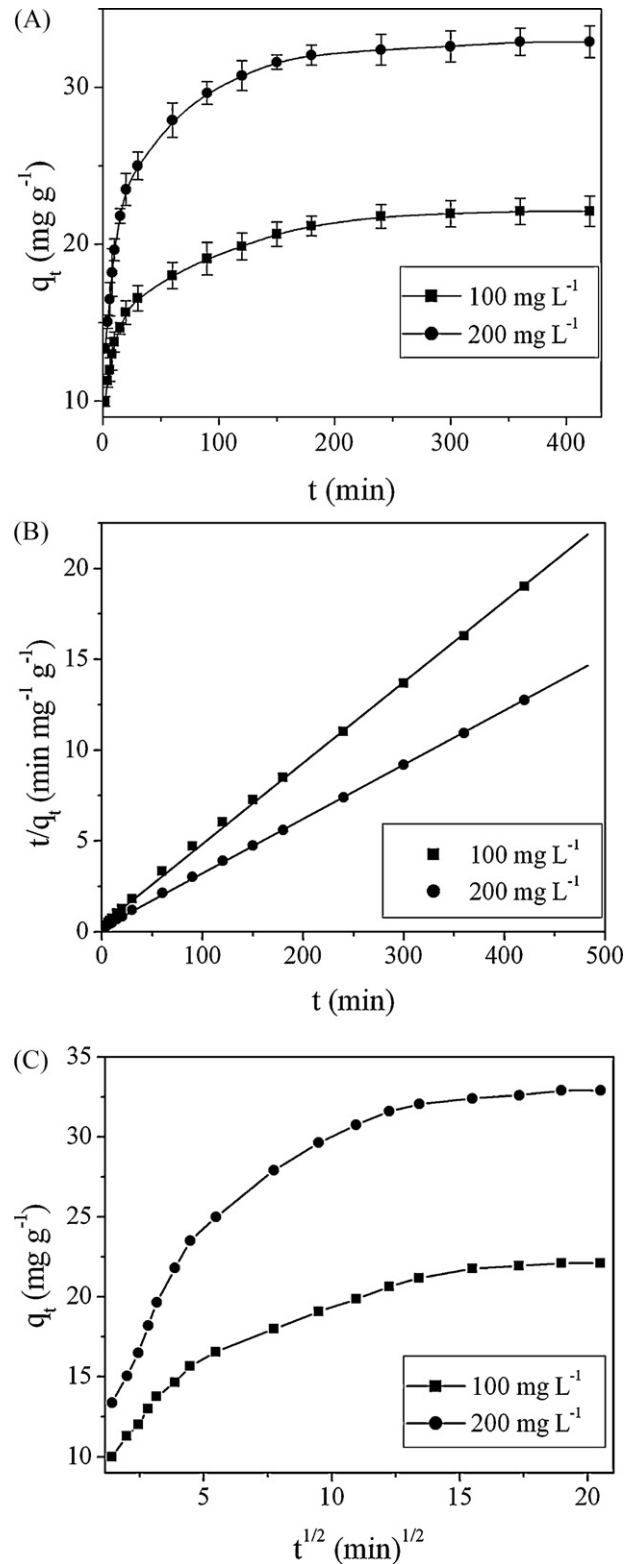 (A)
30
20
10
q_t (mg g⁻¹)
100 mg L⁻¹
200 mg L⁻¹
0 100 200 300 400
t (min)
(B)
20
15
10
5
0
t/q_t (min mg⁻¹ g⁻¹)
100 mg L⁻¹
200 mg L⁻¹
0 100 200 300 400 500
t (min)
(C)
35
30
25
20
15
10
q_t (mg g⁻¹)
100 mg L⁻¹
200 mg L⁻¹
5 10 15 20
t^1/2 (min)^1/2